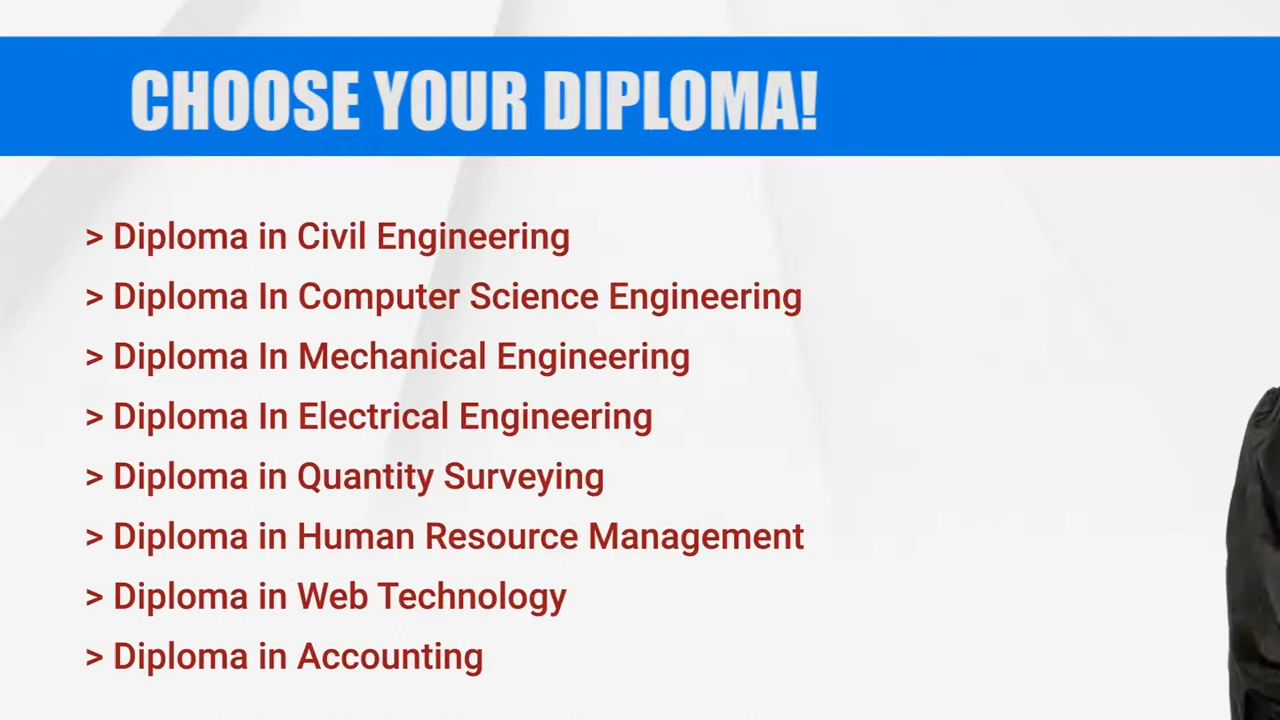 CHOOSE YOUR DIPLOMA!
> Diploma in Civil Engineering
> Diploma In Computer Science Engineering
> Diploma In Mechanical Engineering
> Diploma In Electrical Engineering
> Diploma in Quantity Surveying
> Diploma in Human Resource Management
> Diploma in Web Technology
> Diploma in Accounting